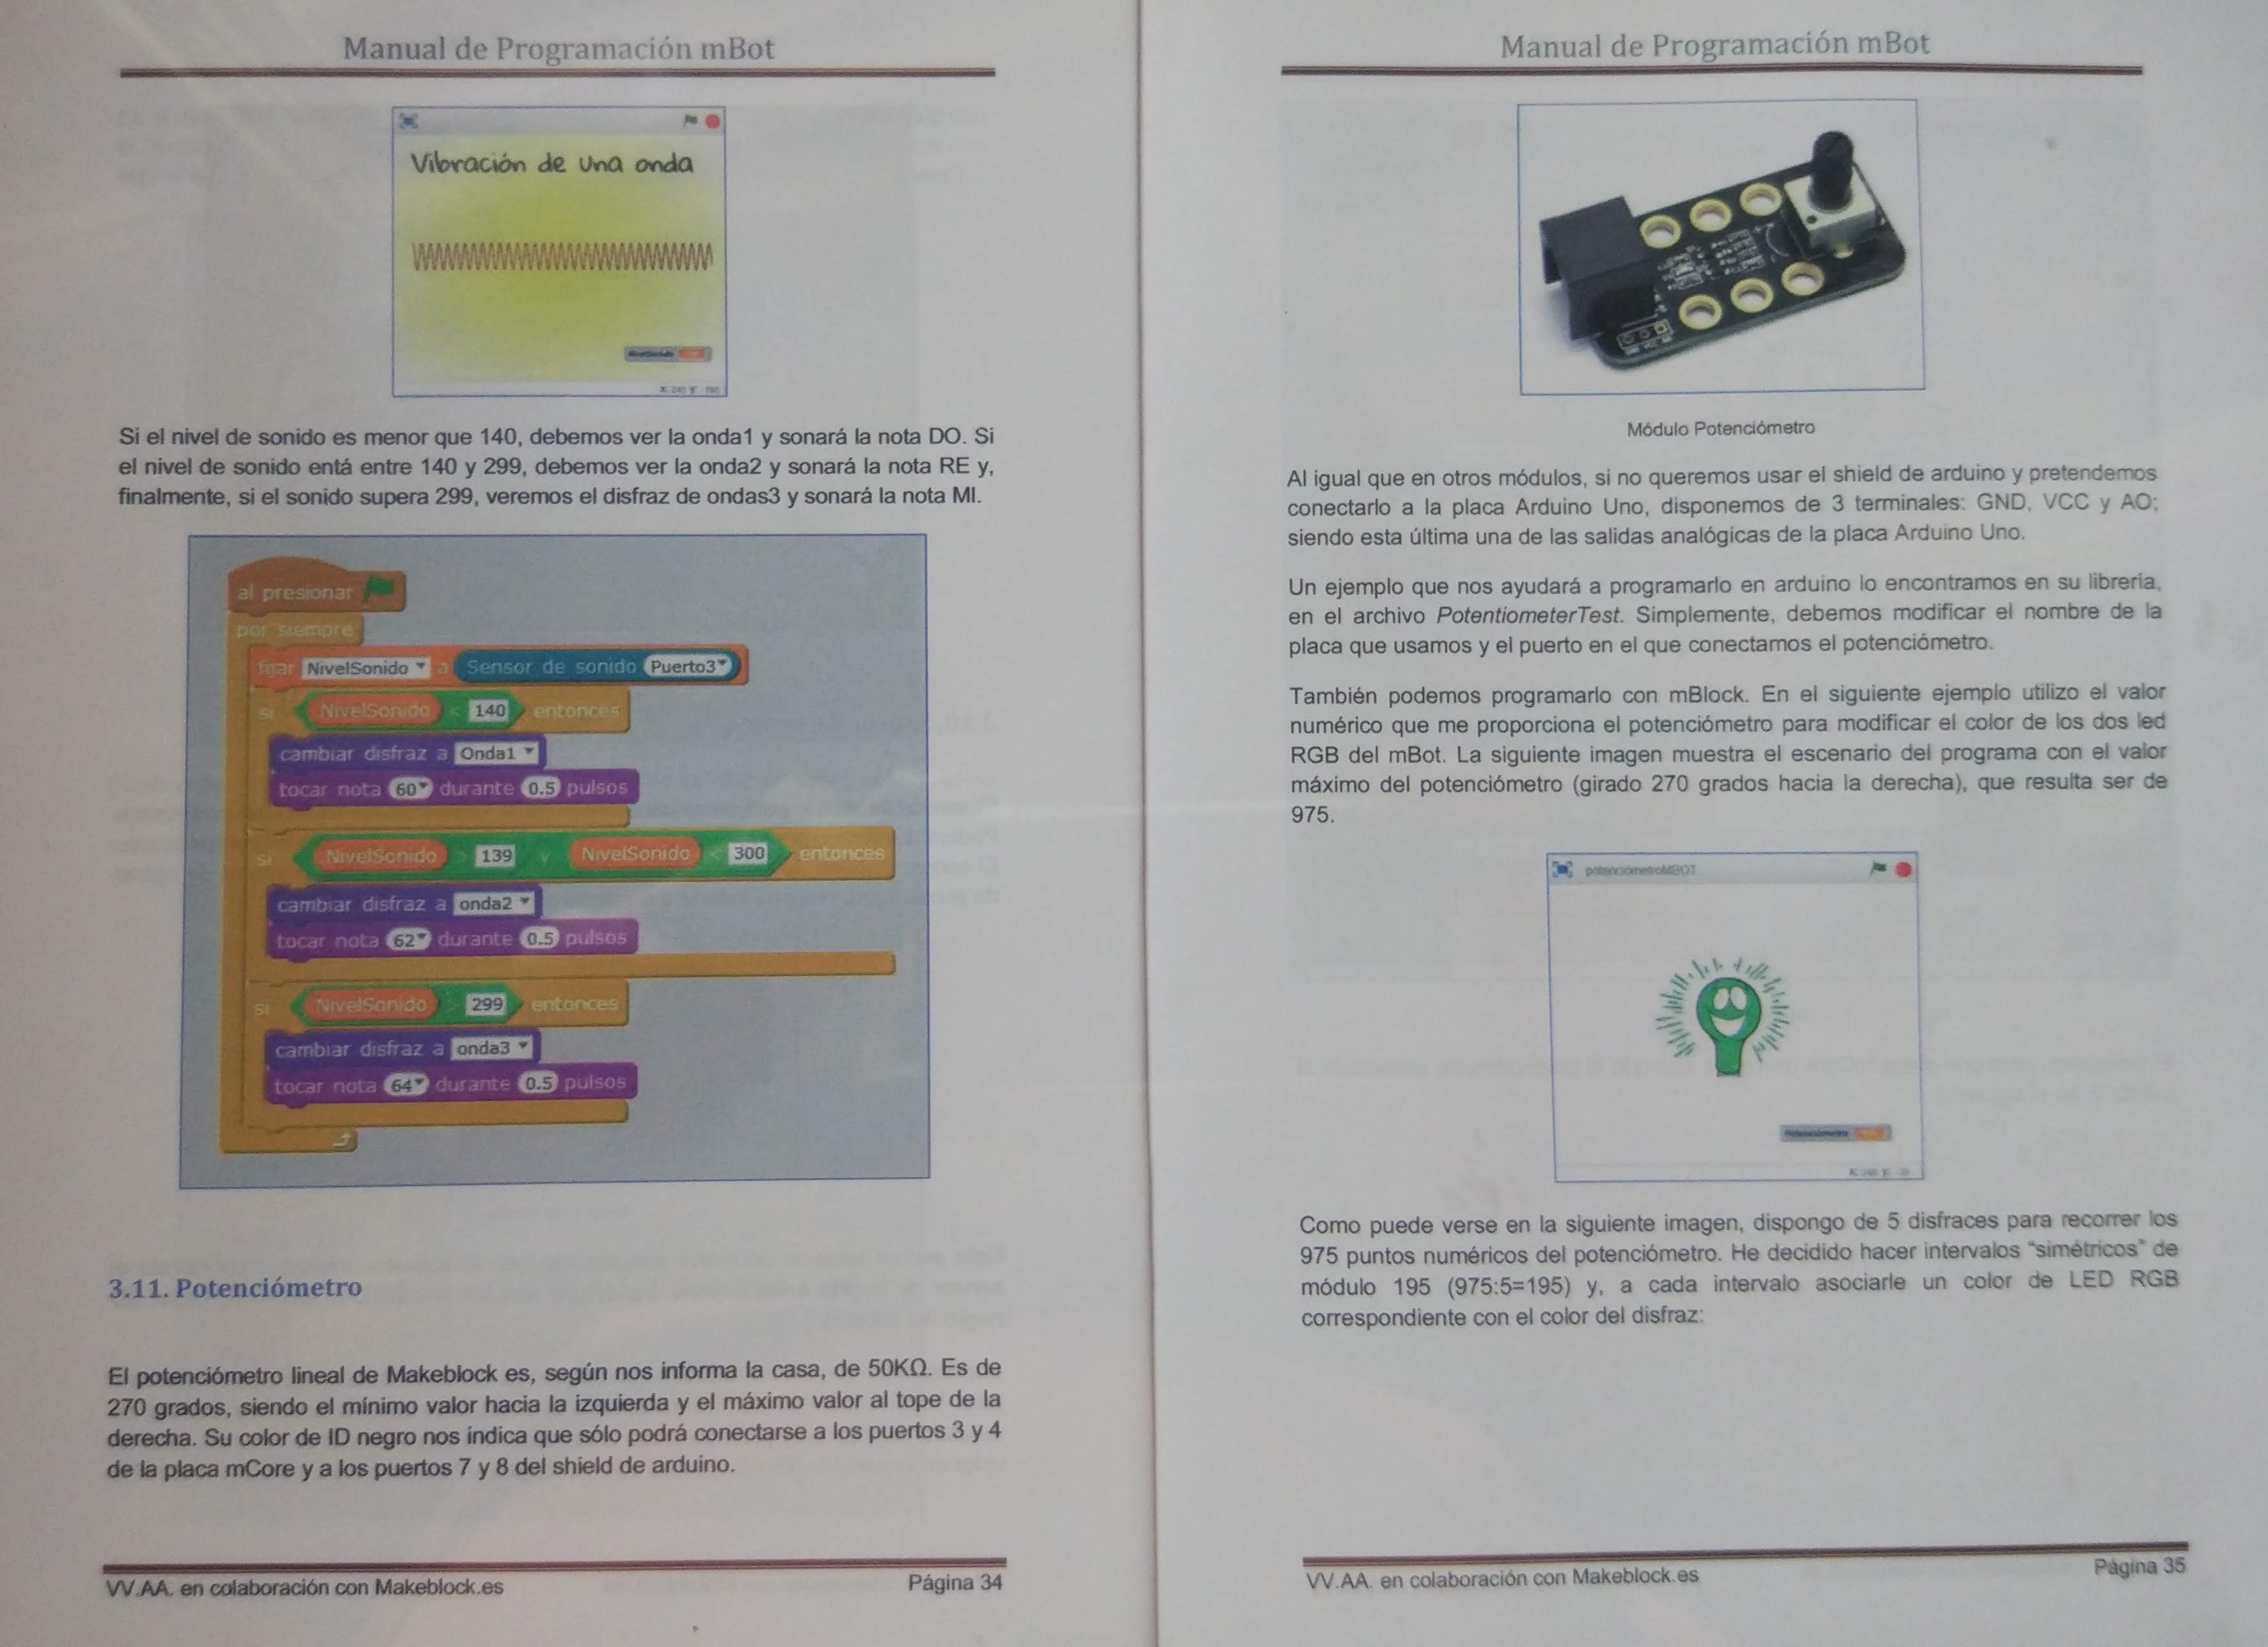 Manual de Programación mBot
Vibración de una onda
Si el nivel de sonido es menor que 140, debemos ver la onda1 y sonará la nota DO. Si
el nivel de sonido entá entre 140 y 299, debemos ver la onda2 y sonará la nota RE y,
finalmente, si el sonido supera 299, veremos el disfraz de ondas3 y sonará la nota MI.
al presionar
por siempre
fijar NivelSonido a Sensor de sonido Puerto3
si NivelSonido < 140 entonces
cambiar disfraz a Onda1
tocar nota 60 durante 0.5 pulsos
si NivelSonido > 139 y NivelSonido < 300 entonces
cambiar disfraz a onda2
tocar nota 62 durante 0.5 pulsos
si NivelSonido > 299 entonces
cambiar disfraz a onda3
tocar nota 64 durante 0.5 pulsos
3.11. Potenciómetro
El potenciómetro lineal de Makeblock es, según nos informa la casa, de 50KΩ. Es de
270 grados, siendo el mínimo valor hacia la izquierda y el máximo valor al tope de la
derecha. Su color de ID negro nos indica que sólo podrá conectarse a los puertos 3 y 4
de la placa mCore y a los puertos 7 y 8 del shield de arduino.
VV.AA. en colaboración con Makeblock.es
Página 34
Manual de Programación mBot
Módulo Potenciómetro
Al igual que en otros módulos, si no queremos usar el shield de arduino y pretendemos
conectarlo a la placa Arduino Uno, disponemos de 3 terminales: GND, VCC y AO;
siendo esta última una de las salidas analógicas de la placa Arduino Uno.
Un ejemplo que nos ayudará a programarlo en arduino lo encontramos en su librería,
en el archivo PotentiometerTest. Simplemente, debemos modificar el nombre de la
placa que usamos y el puerto en el que conectamos el potenciómetro.
También podemos programarlo con mBlock. En el siguiente ejemplo utilizo el valor
numérico que me proporciona el potenciómetro para modificar el color de los dos led
RGB del mBot. La siguiente imagen muestra el escenario del programa con el valor
máximo del potenciómetro (girado 270 grados hacia la derecha), que resulta ser de
975.
potenciómetroMBOT
Potenciómetro
Como puede verse en la siguiente imagen, dispongo de 5 disfraces para recorrer los
975 puntos numéricos del potenciómetro. He decidido hacer intervalos "simétricos" de
módulo 195 (975:5=195) y, a cada intervalo asociarle un color de LED RGB
correspondiente con el color del disfraz:
VV.AA. en colaboración con Makeblock.es
Página 35